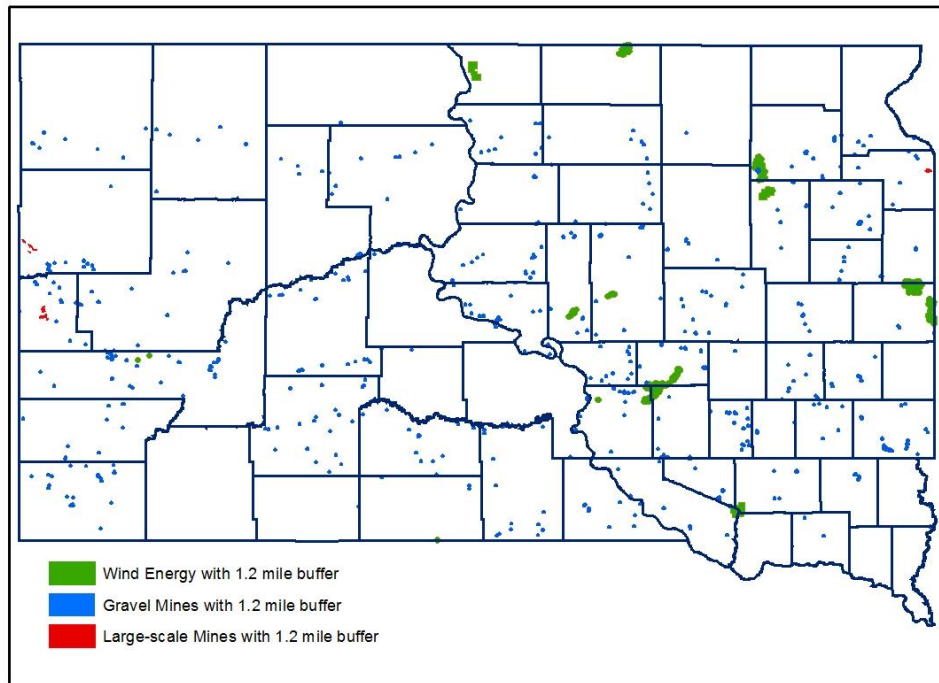 Wind Energy with 1.2 mile buffer
Gravel Mines with 1.2 mile buffer
Large-scale Mines with 1.2 mile buffer